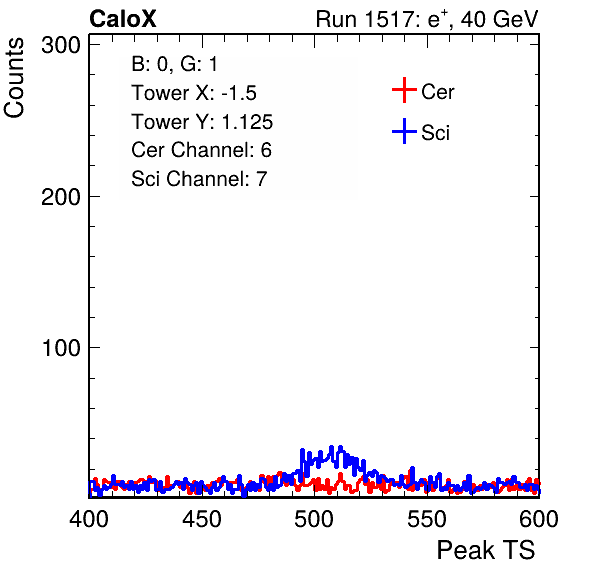 CaloX Run 1517: e⁺, 40 GeV
Counts
300
200
100
B: 0, G: 1
Tower X: -1.5
Tower Y: 1.125
Cer Channel: 6
Sci Channel: 7
Cer
Sci
400 450 500 550 600
Peak TS